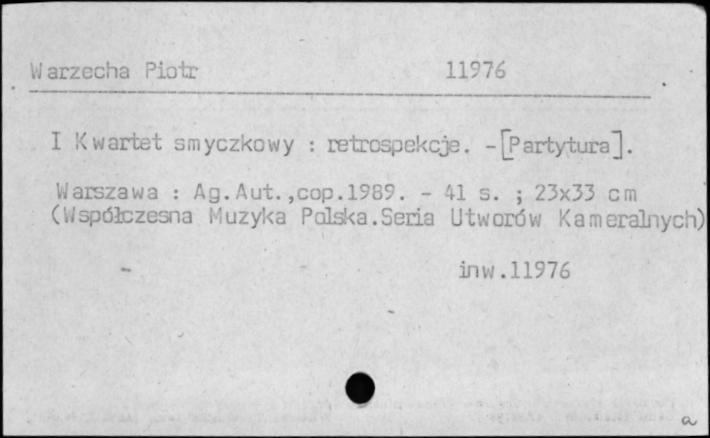 Warzecha Piotr 11976
I Kwartet smyczkowy : retrospekcje. -[Partytura].
Warszawa : Ag.Aut.,cop.1989. - 41 s. ; 23x33 cm
(Współczesna Muzyka Polska.Seria Utworów Kameralnych)
inw.11976
a